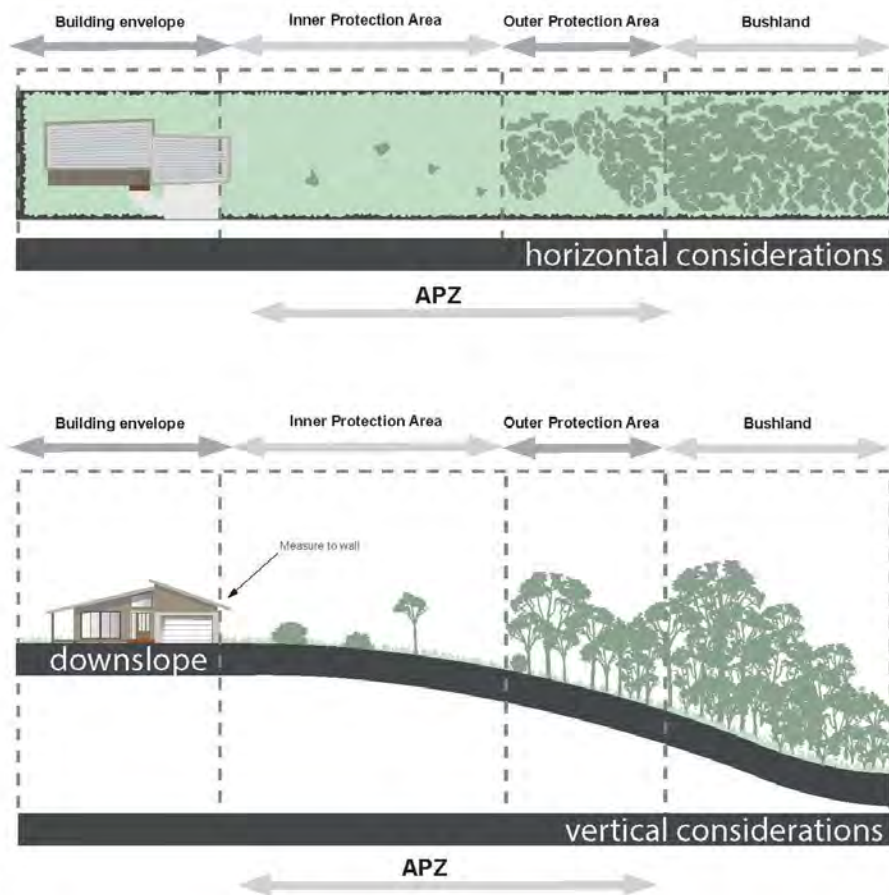 Building envelope
Inner Protection Area
Outer Protection Area
Bushland
horizontal considerations
APZ
Building envelope
Inner Protection Area
Outer Protection Area
Bushland
Measure to wall
downslope
vertical considerations
APZ